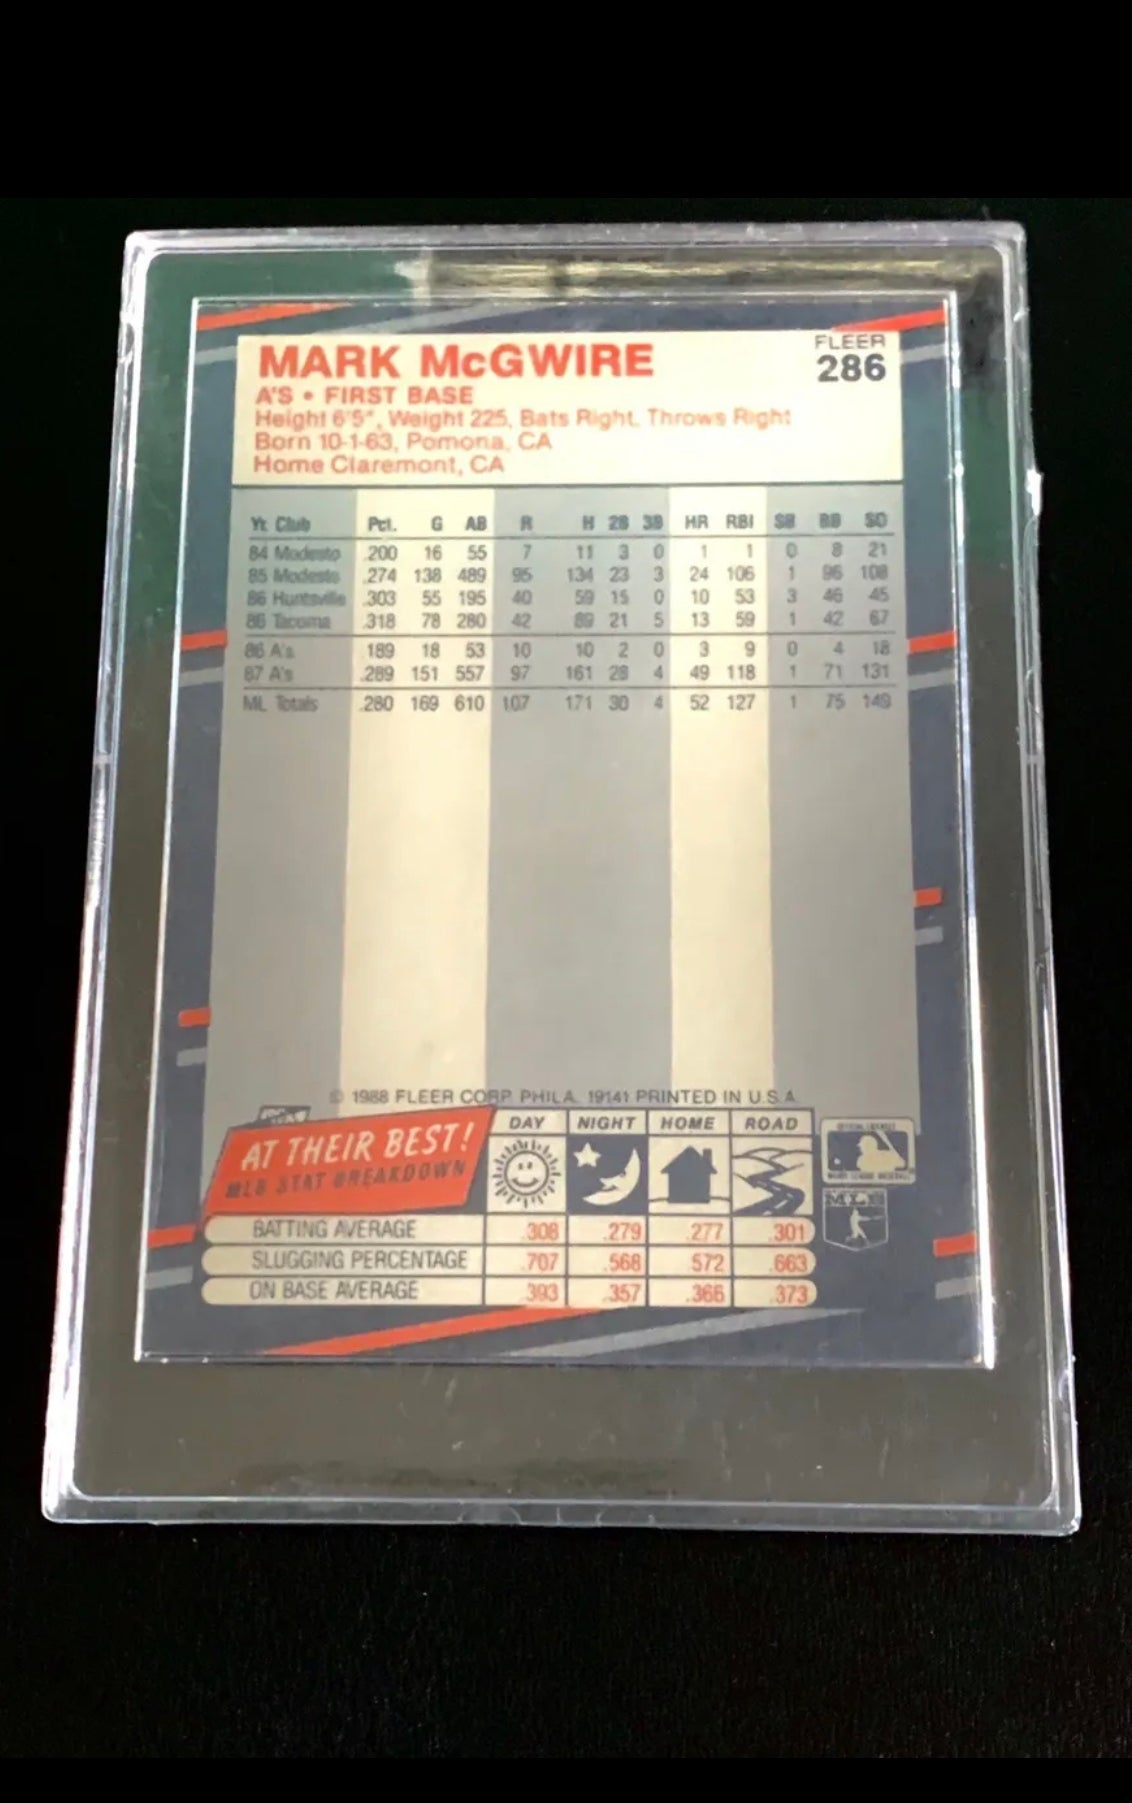 MARK McGWIRE
FLEER
286
A'S • FIRST BASE
Height 6'5", Weight 225, Bats Right, Throws Right
Born 10-1-63, Pomona, CA
Home Claremont, CA
Yr. Club Pct. G AB R H 2B 3B HR RBI SB BB SO
84 Modesto .200 16 55 7 11 3 0 1 1 0 8 21
85 Modesto .274 138 489 95 134 23 3 24 106 1 96 108
86 Huntsville .303 55 195 40 59 15 0 10 53 3 46 45
86 Tacoma .318 78 280 42 89 21 5 13 59 1 42 67
86 A's .189 18 53 10 10 2 0 3 9 0 4 18
87 A's .289 151 557 97 161 28 4 49 118 1 71 131
ML Totals .280 169 610 107 171 30 4 52 127 1 75 149
© 1988 FLEER CORP. PHILA. 19141 PRINTED IN U.S.A.
AT THEIR BEST!
MLB STAT BREAKDOWN
DAY NIGHT HOME ROAD
BATTING AVERAGE .308 .279 .277 .301
SLUGGING PERCENTAGE .707 .568 .572 .663
ON BASE AVERAGE .393 .357 .366 .373
MAJOR LEAGUE BASEBALL
MLB